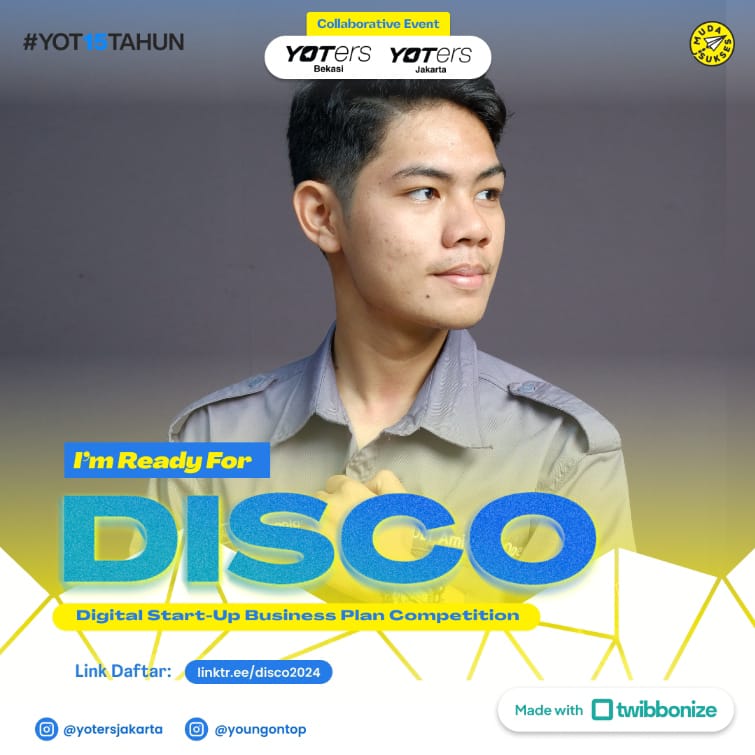 #YOT15TAHUN
Collaborative Event
YOTers
Bekasi
YOTers
Jakarta
MUDA
SUKSES
I'm Ready For
DISCO
Digital Start-Up Business Plan Competition
Link Daftar: linktr.ee/disco2024
@yotersjakarta @youngontop
Made with twibbonize